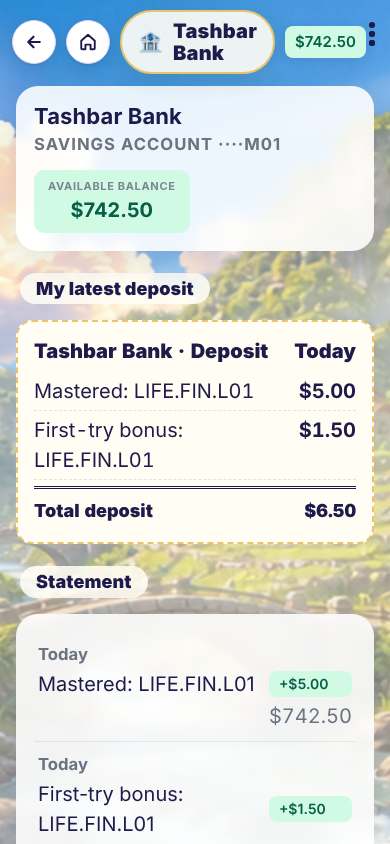 Tashbar
Bank
$742.50
Tashbar Bank
SAVINGS ACCOUNT ····M01
AVAILABLE BALANCE
$742.50
My latest deposit
Tashbar Bank · Deposit Today
Mastered: LIFE.FIN.L01 $5.00
First-try bonus: $1.50
LIFE.FIN.L01
Total deposit $6.50
Statement
Today
Mastered: LIFE.FIN.L01 +$5.00
$742.50
Today
First-try bonus:
LIFE.FIN.L01 +$1.50